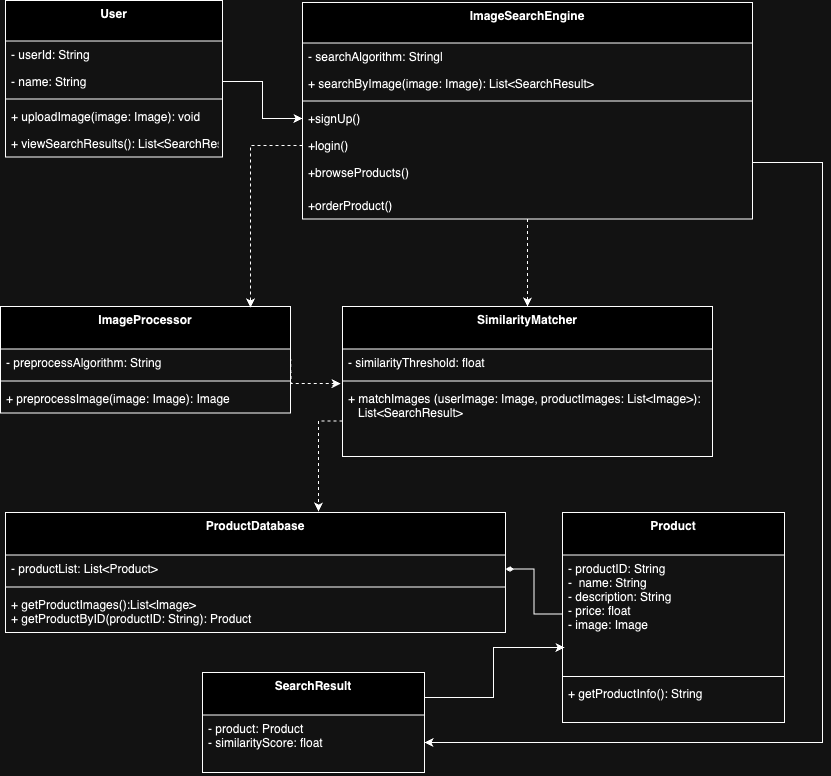 User
- userId: String
- name: String
+ uploadImage(image: Image): void
+ viewSearchResults(): List<SearchRe
ImageSearchEngine
- searchAlgorithm: Stringl
+ searchByImage(image: Image): List<SearchResult>
+signUp()
+login()
+browseProducts()
+orderProduct()
ImageProcessor
- preprocessAlgorithm: String
+ preprocessImage(image: Image): Image
SimilarityMatcher
- similarityThreshold: float
+ matchImages (userImage: Image, productImages: List<Image>):
List<SearchResult>
ProductDatabase
- productList: List<Product>
+ getProductImages():List<Image>
+ getProductByID(productID: String): Product
Product
- productID: String
- name: String
- description: String
- price: float
- image: Image
+ getProductInfo(): String
SearchResult
- product: Product
- similarityScore: float